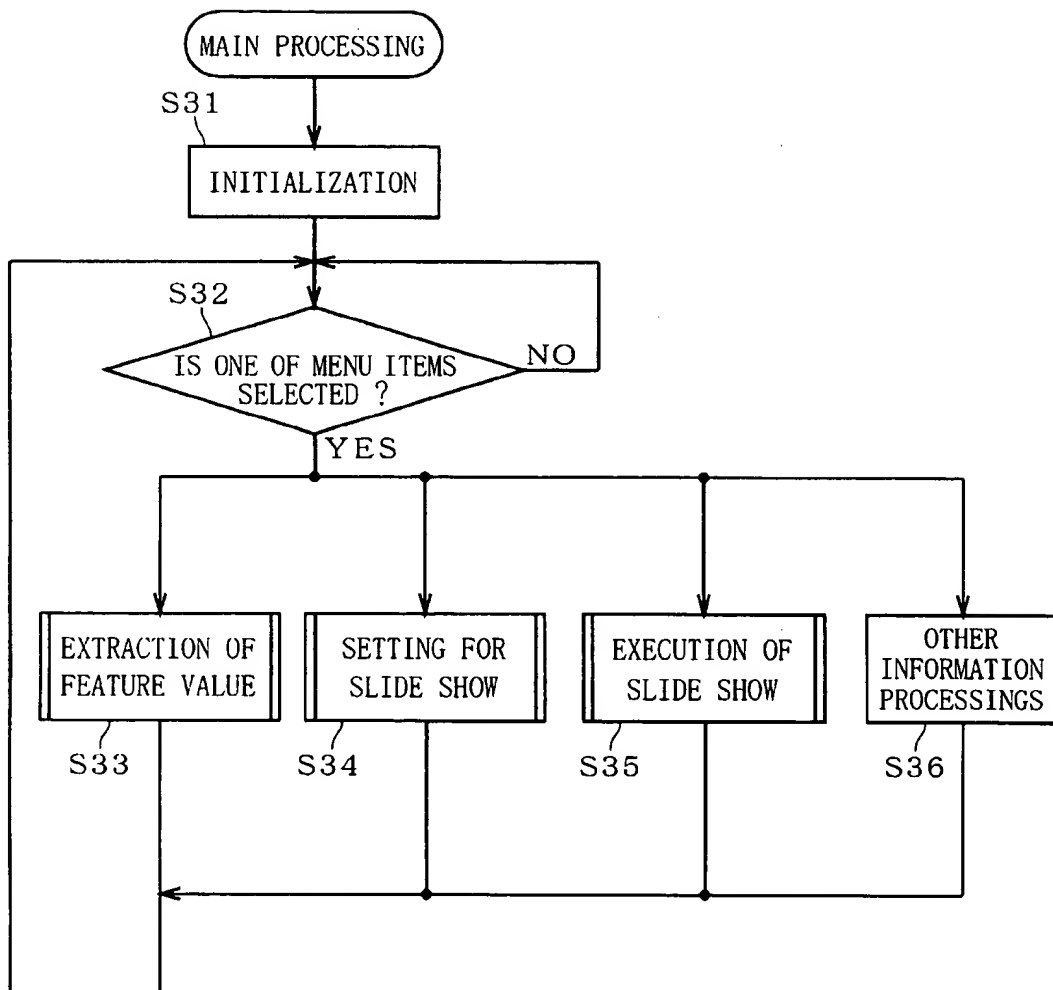 MAIN PROCESSING
S31
INITIALIZATION
S32
IS ONE OF MENU ITEMS
SELECTED ?
NO
YES
EXTRACTION OF
FEATURE VALUE
S33
SETTING FOR
SLIDE SHOW
S34
EXECUTION OF
SLIDE SHOW
S35
OTHER
INFORMATION
PROCESSINGS
S36